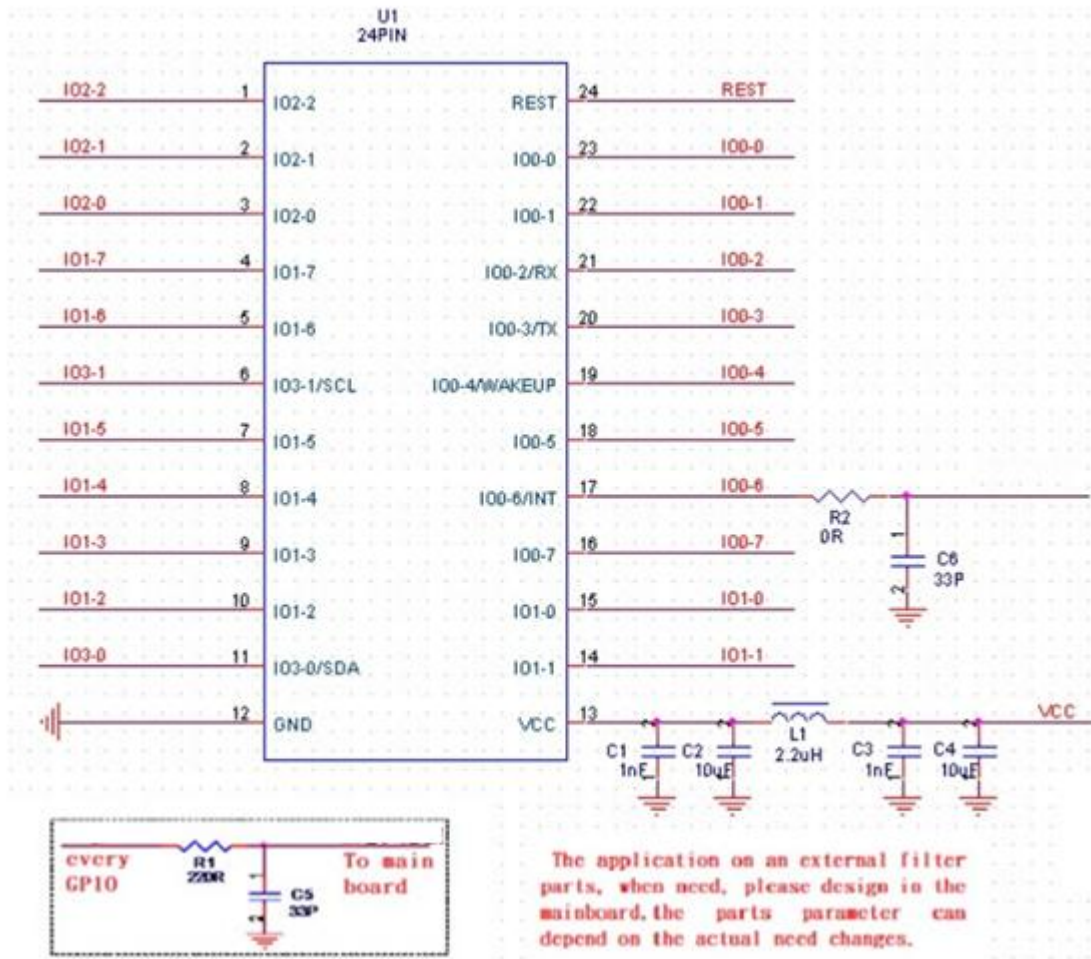 U1
24PIN
IO2-2 1 IO2-2 REST 24 REST
IO2-1 2 IO2-1 IO0-0 23 IO0-0
IO2-0 3 IO2-0 IO0-1 22 IO0-1
IO1-7 4 IO1-7 IO0-2/RX 21 IO0-2
IO1-6 5 IO1-6 IO0-3/TX 20 IO0-3
IO3-1 6 IO3-1/SCL IO0-4/WAKEUP 19 IO0-4
IO1-5 7 IO1-5 IO0-5 18 IO0-5
IO1-4 8 IO1-4 IO0-6/INT 17 IO0-6
R2
0R
1
C6
33P
2
IO1-3 9 IO1-3 IO0-7 16 IO0-7
IO1-2 10 IO1-2 IO1-0 15 IO1-0
IO3-0 11 IO3-0/SDA IO1-1 14 IO1-1
12 GND VCC 13 VCC
2 2 2 2
C1 C2 L1 C3 C4
1nF 10uF 2.2uH 1nF 10uF
every
GPIO
R1
220R
1
C5
33P
2
To main
board
The application on an external filter
parts, when need, please design in the
mainboard,the parts parameter can
depend on the actual need changes.